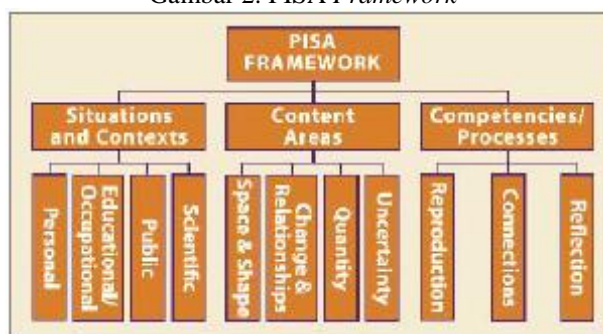 Gambar 2. PISA Framework
PISA
FRAMEWORK
Situations
and Contexts
Content
Areas
Competencies/
Processes
Personal
Educational/
Occupational
Public
Scientific
Space & Shape
Change &
Relationships
Quantity
Uncertainty
Reproduction
Connections
Reflection